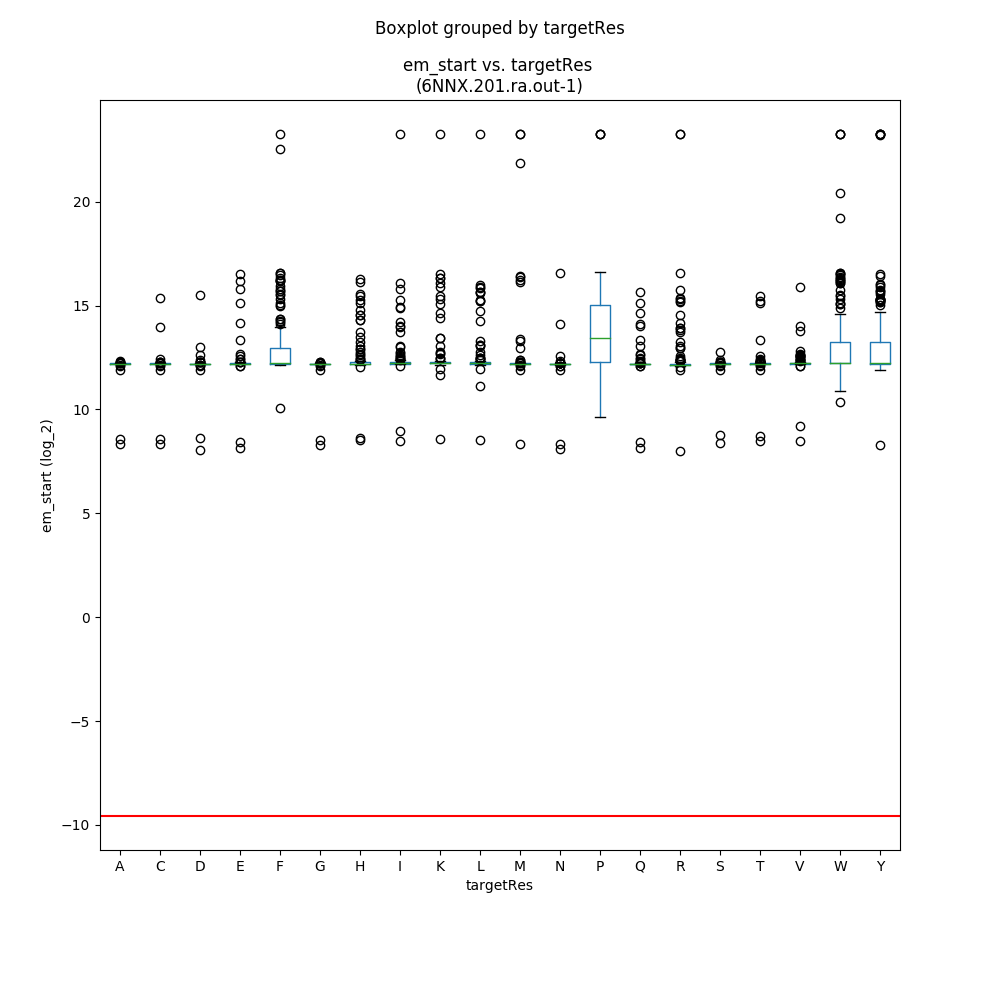 Boxplot grouped by targetRes
em_start vs. targetRes
(6NNX.201.ra.out-1)
em_start (log_2)
20
15
10
5
0
−5
−10
A C D E F G H I K L M N P Q R S T V W Y
targetRes